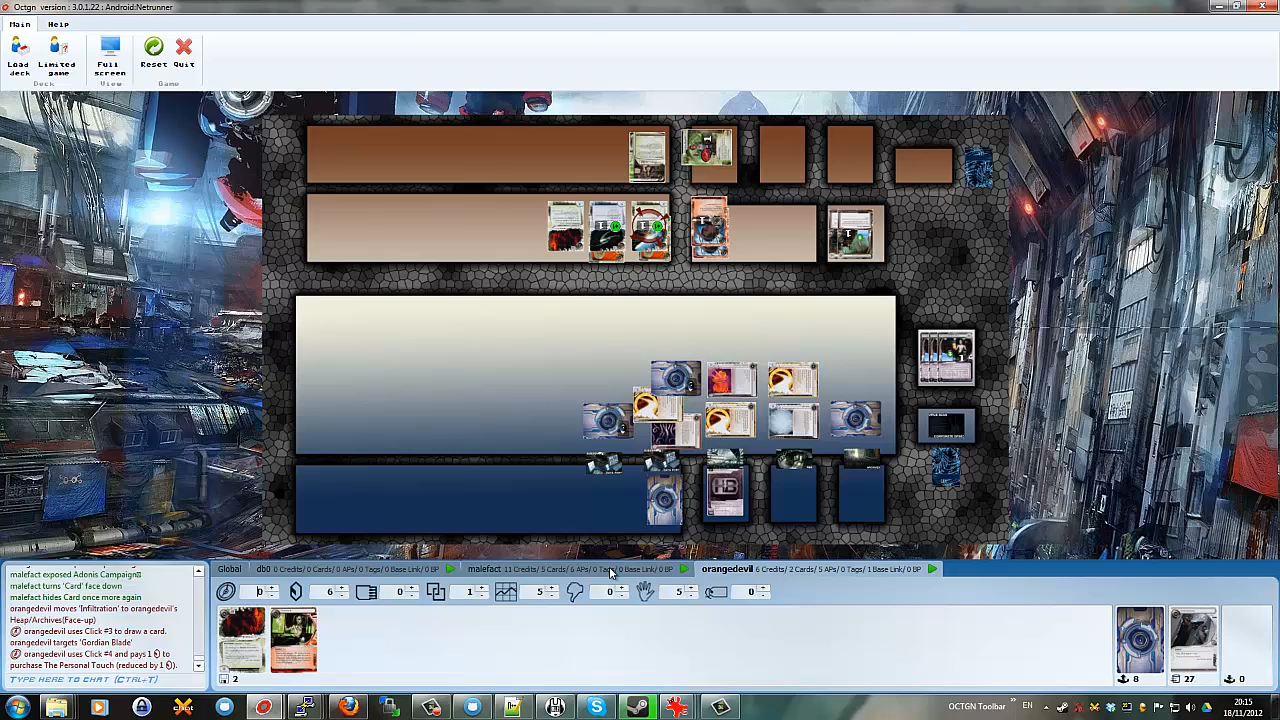 Octgn version : 3.0.1.22 : Android:Netrunner
Main Help
Load deck
Limited game
Full screen
Reset
Quit
Deck
View
Game
HB
malefact exposed Adonis Campaign
malefact turns 'Card' face down
malefact hides Card once more
orangedevil moves 'Infiltration' to orangedevil's
Heap/Archives(Face-up)
orangedevil uses Click #3 to draw a card.
orangedevil targets 'Gordian Blade'
orangedevil uses Click #4 and pays 1 to
The Personal Touch (reduced by 1).
TYPE HERE TO CHAT (CTRL+T)
Global
db0 0 Credits/ 0 Cards/ 0 APs/ 0 Tags/ 0 Base Link/ 0 BP
malefact 11 Credits/ 5 Cards/ 6 APs/ 0 Tags/ 0 Base Link/ 0 BP
orangedevil 6 Credits/ 2 Cards/ 5 APs/ 0 Tags/ 1 Base Link/ 0 BP
0 6 0 1 5 0 5 0
2
8
27
0
OCTGN Toolbar
EN
20:15
18/11/2012